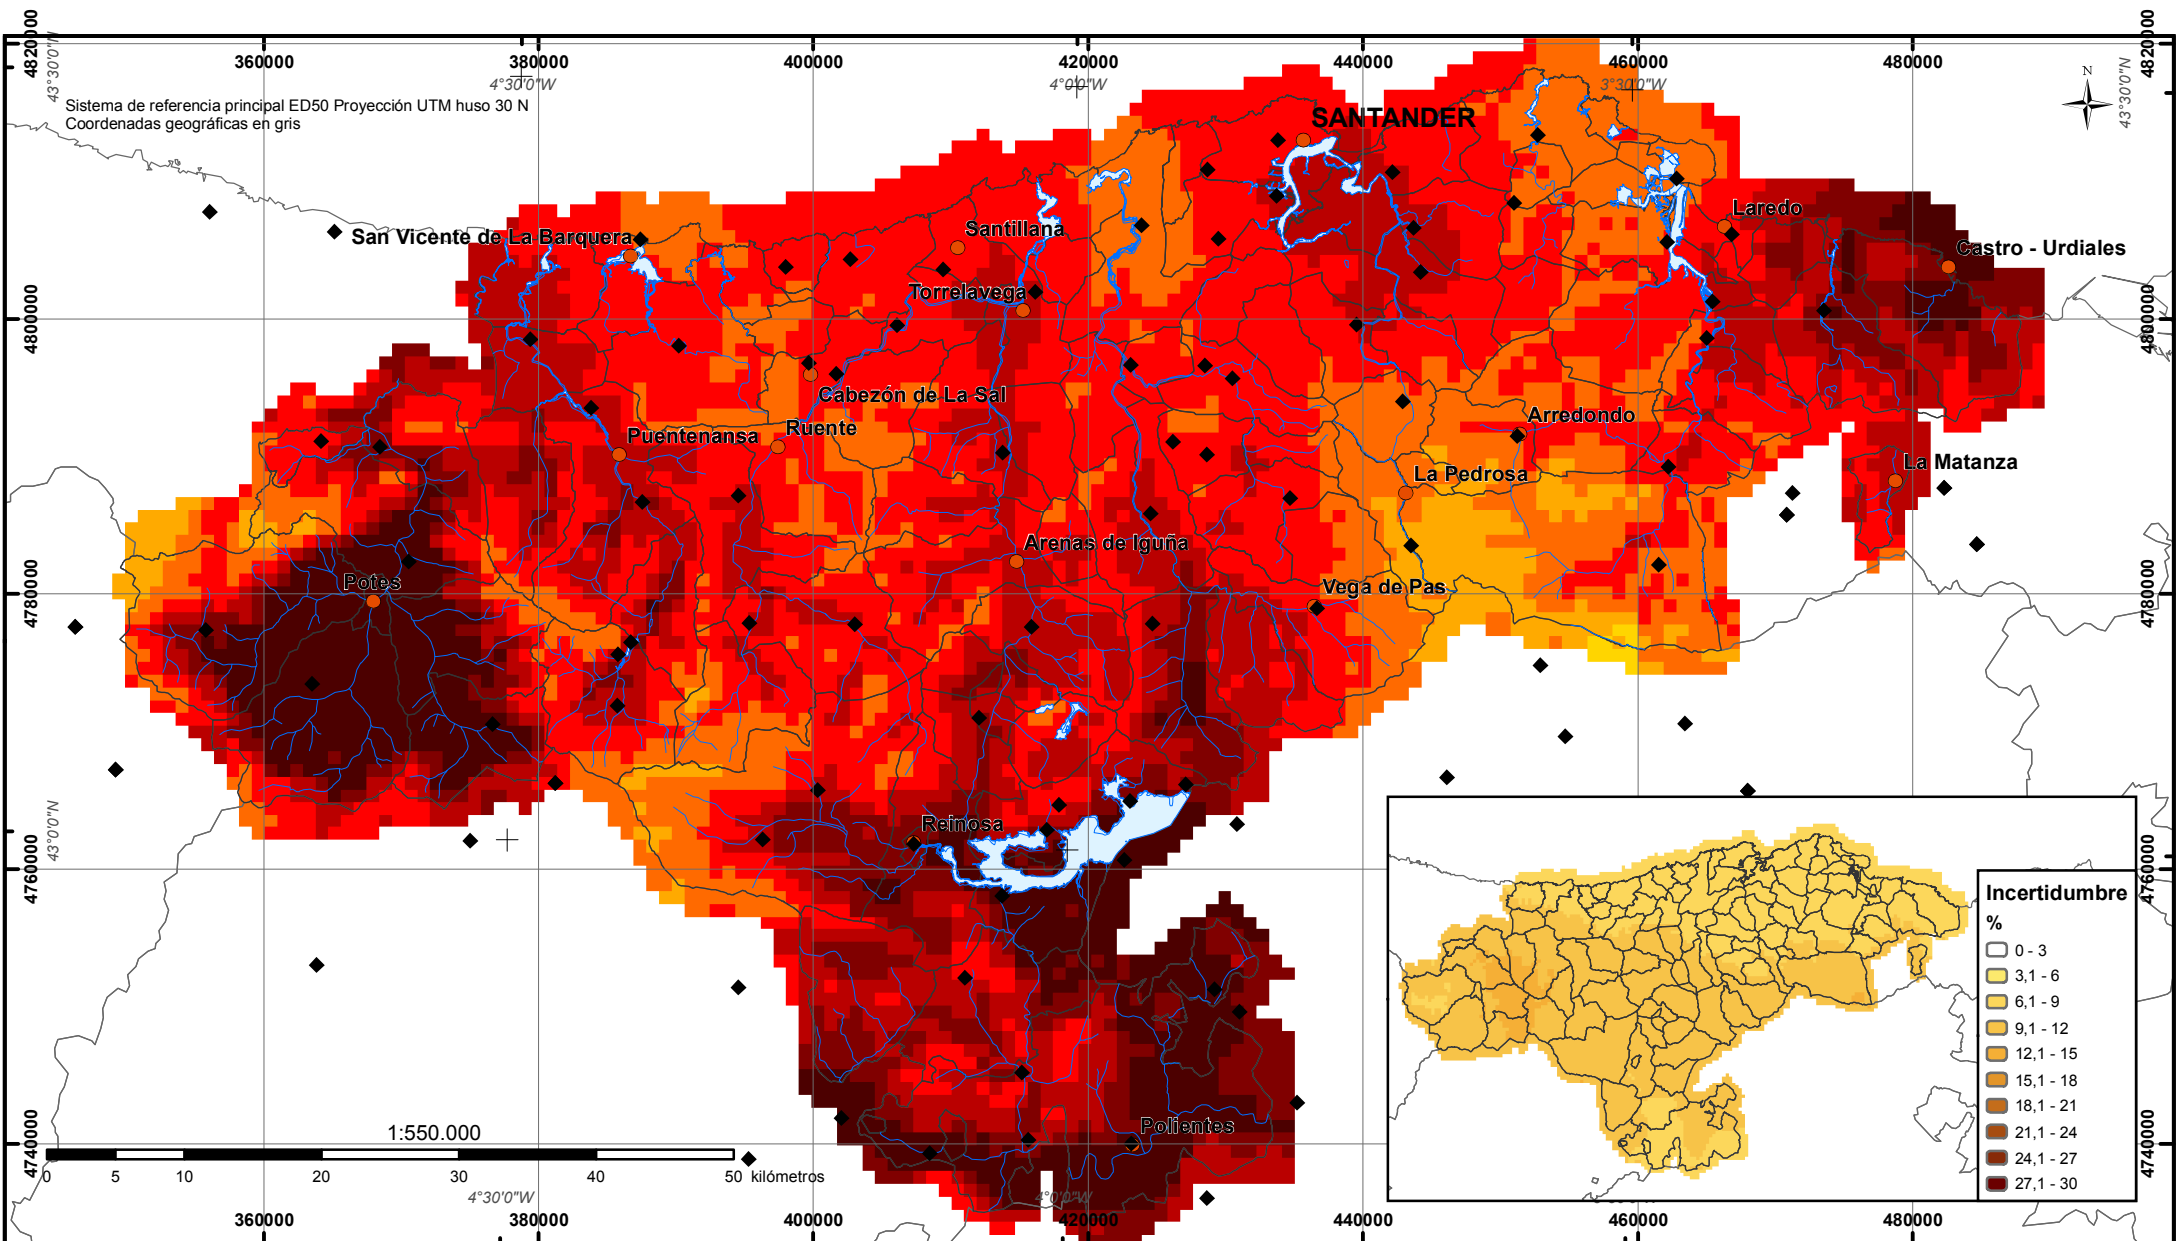 360000
380000
400000
420000
440000
460000
480000
4°30'0"W
4°0'0"W
3°30'0"W
4820000
43°30'0"N
4820000
43°30'0"N
N
Sistema de referencia principal ED50 Proyección UTM huso 30 N
Coordenadas geográficas en gris
SANTANDER
Laredo
Santillana
San Vicente de La Barquera
Castro - Urdiales
Torrelavega
4800000
4800000
Cabezón de La Sal
Arredondo
Ruente
Puentenansa
La Matanza
La Pedrosa
Arenas de Iguña
Potes
Vega de Pas
4780000
4780000
Reinosa
43°0'0"N
4760000
4760000
Incertidumbre
%
0 - 3
3,1 - 6
6,1 - 9
9,1 - 12
12,1 - 15
15,1 - 18
18,1 - 21
21,1 - 24
24,1 - 27
27,1 - 30
Polientes
1:550.000
4740000
4740000
0
5
10
20
30
40
50 kilómetros
4°30'0"W
4°0'0"W
360000
380000
400000
420000
440000
460000
480000